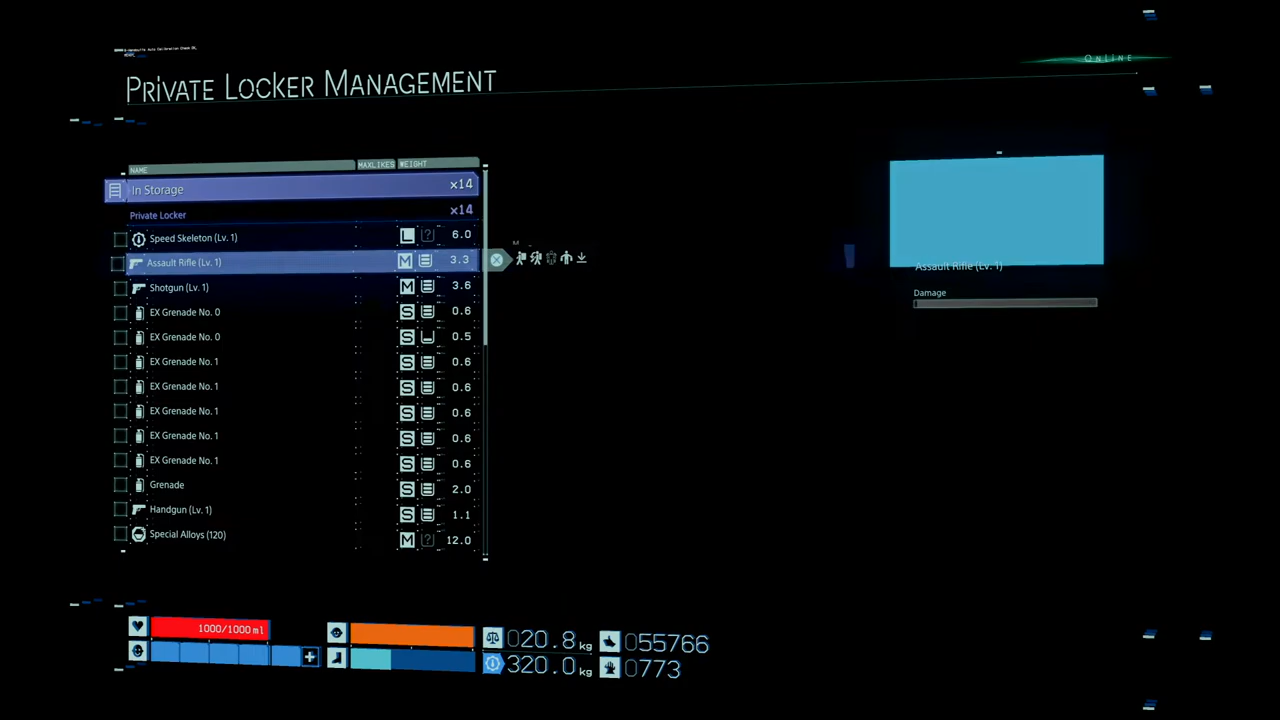 ONLINE
PRIVATE LOCKER MANAGEMENT
NAME MAXLIKES WEIGHT
In Storage ×14
Private Locker ×14
Speed Skeleton (Lv. 1) L ? 6.0
Assault Rifle (Lv. 1) M 3.3
M
Shotgun (Lv. 1) M 3.6
EX Grenade No. 0 S 0.6
EX Grenade No. 0 S 0.5
EX Grenade No. 1 S 0.6
EX Grenade No. 1 S 0.6
EX Grenade No. 1 S 0.6
EX Grenade No. 1 S 0.6
EX Grenade No. 1 S 0.6
Grenade S 2.0
Handgun (Lv. 1) S 1.1
Special Alloys (120) M ? 12.0
Assault Rifle (Lv. 1)
Damage
1000/1000 ml
020.8 kg 055766
320.0 kg 0773